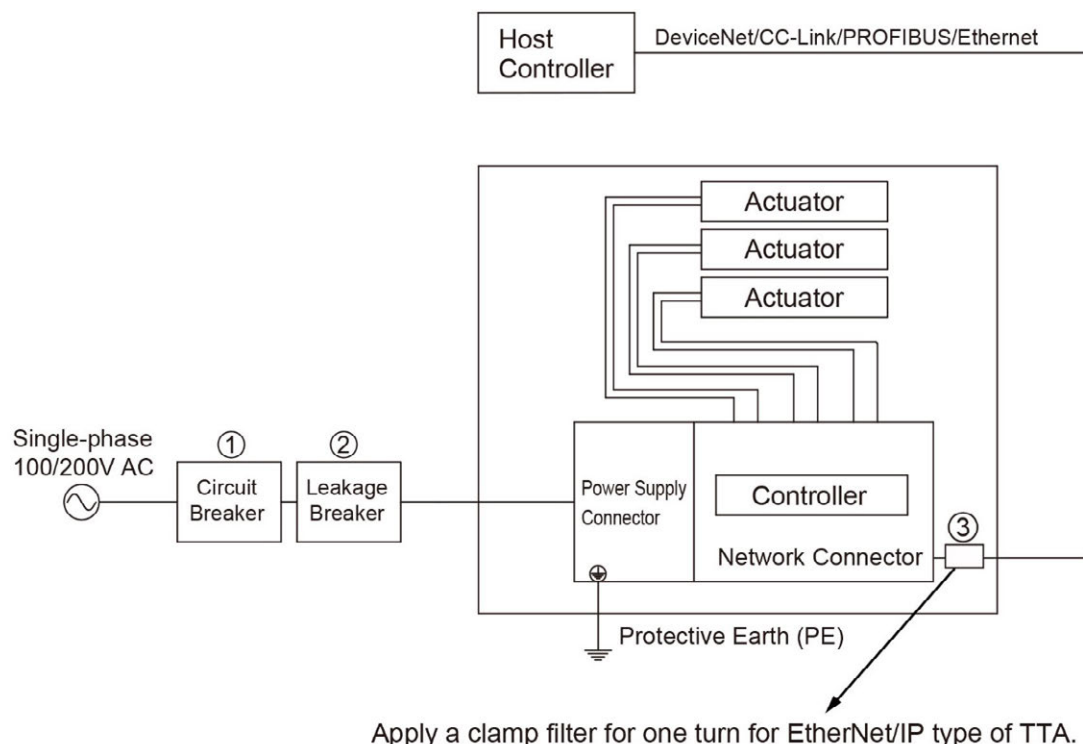 Host
Controller
DeviceNet/CC-Link/PROFIBUS/Ethernet
Actuator
Actuator
Actuator
Single-phase
100/200V AC
①
Circuit
Breaker
②
Leakage
Breaker
Power Supply
Connector
Controller
Network Connector
③
Protective Earth (PE)
Apply a clamp filter for one turn for EtherNet/IP type of TTA.